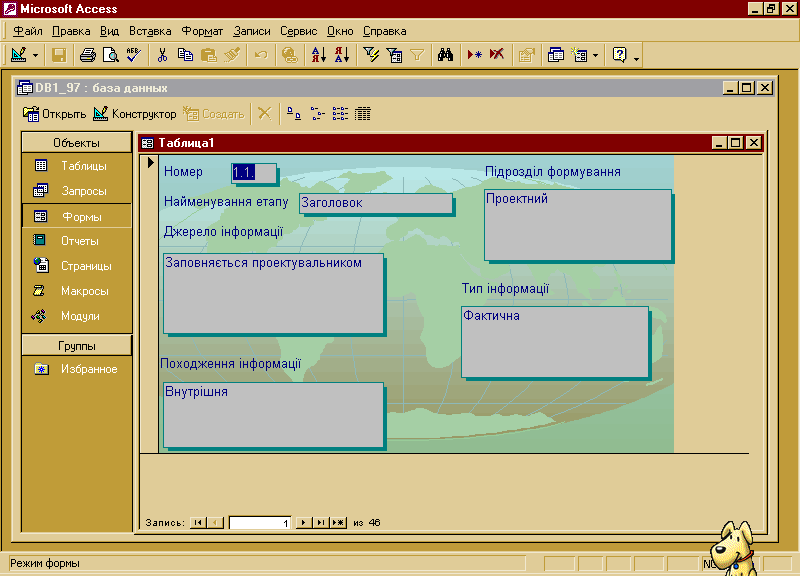 Microsoft Access
Файл Правка Вид Вставка Формат Записи Сервис Окно Справка
DB1_97 : база данных
Открыть Конструктор Создать
Объекты
Таблицы
Запросы
Формы
Отчеты
Страницы
Макросы
Модули
Группы
Избранное
Таблица1
Номер 1.1.
Найменування етапу Заголовок
Джерело інформації
Заповняється проектувальником
Походження інформації
Внутрішня
Підрозділ формування
Проектний
Тип інформації
Фактична
Запись: 1 из 46
Режим формы